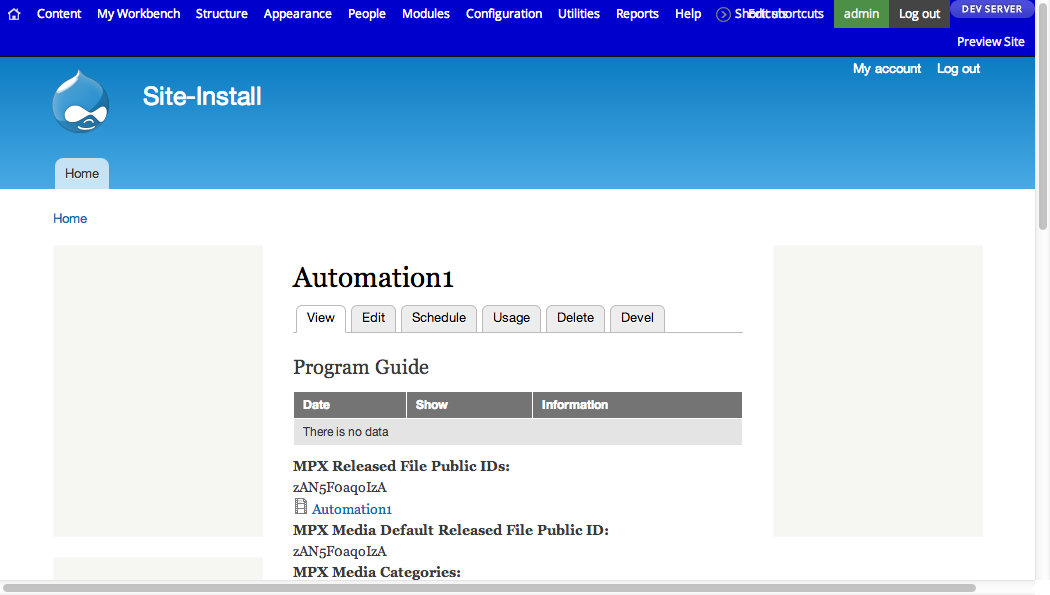 Content My Workbench Structure Appearance People Modules Configuration Utilities Reports Help Edit shortcuts admin Log out DEV SERVER
Preview Site
My account Log out
Site-Install
Home
Home
Automation1
View Edit Schedule Usage Delete Devel
Program Guide
Date Show Information
There is no data
MPX Released File Public IDs:
zAN5F0aqoIzA
Automation1
MPX Media Default Released File Public ID:
zAN5F0aqoIzA
MPX Media Categories: